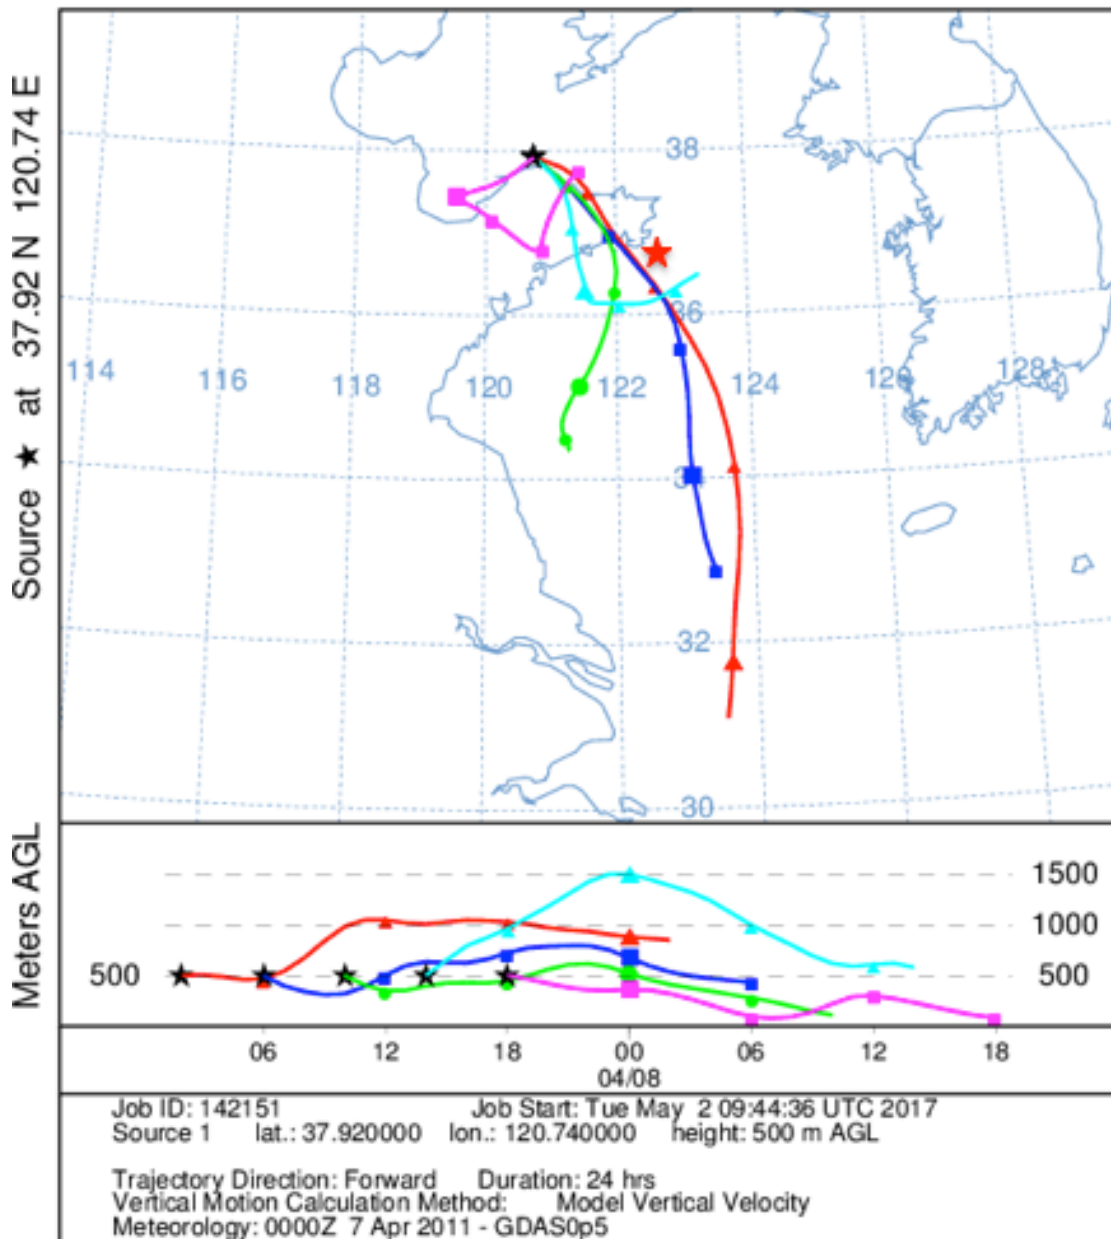 Source ★ at 37.92 N 120.74 E
38
36
114 116 118 120 122 124 126 128
34
32
30
Meters AGL
1500
1000
500 500
06 12 18 00 06 12 18
04/08
Job ID: 142151 Job Start: Tue May 2 09:44:36 UTC 2017
Source 1 lat.: 37.920000 lon.: 120.740000 height: 500 m AGL
Trajectory Direction: Forward Duration: 24 hrs
Vertical Motion Calculation Method: Model Vertical Velocity
Meteorology: 0000Z 7 Apr 2011 - GDAS0p5